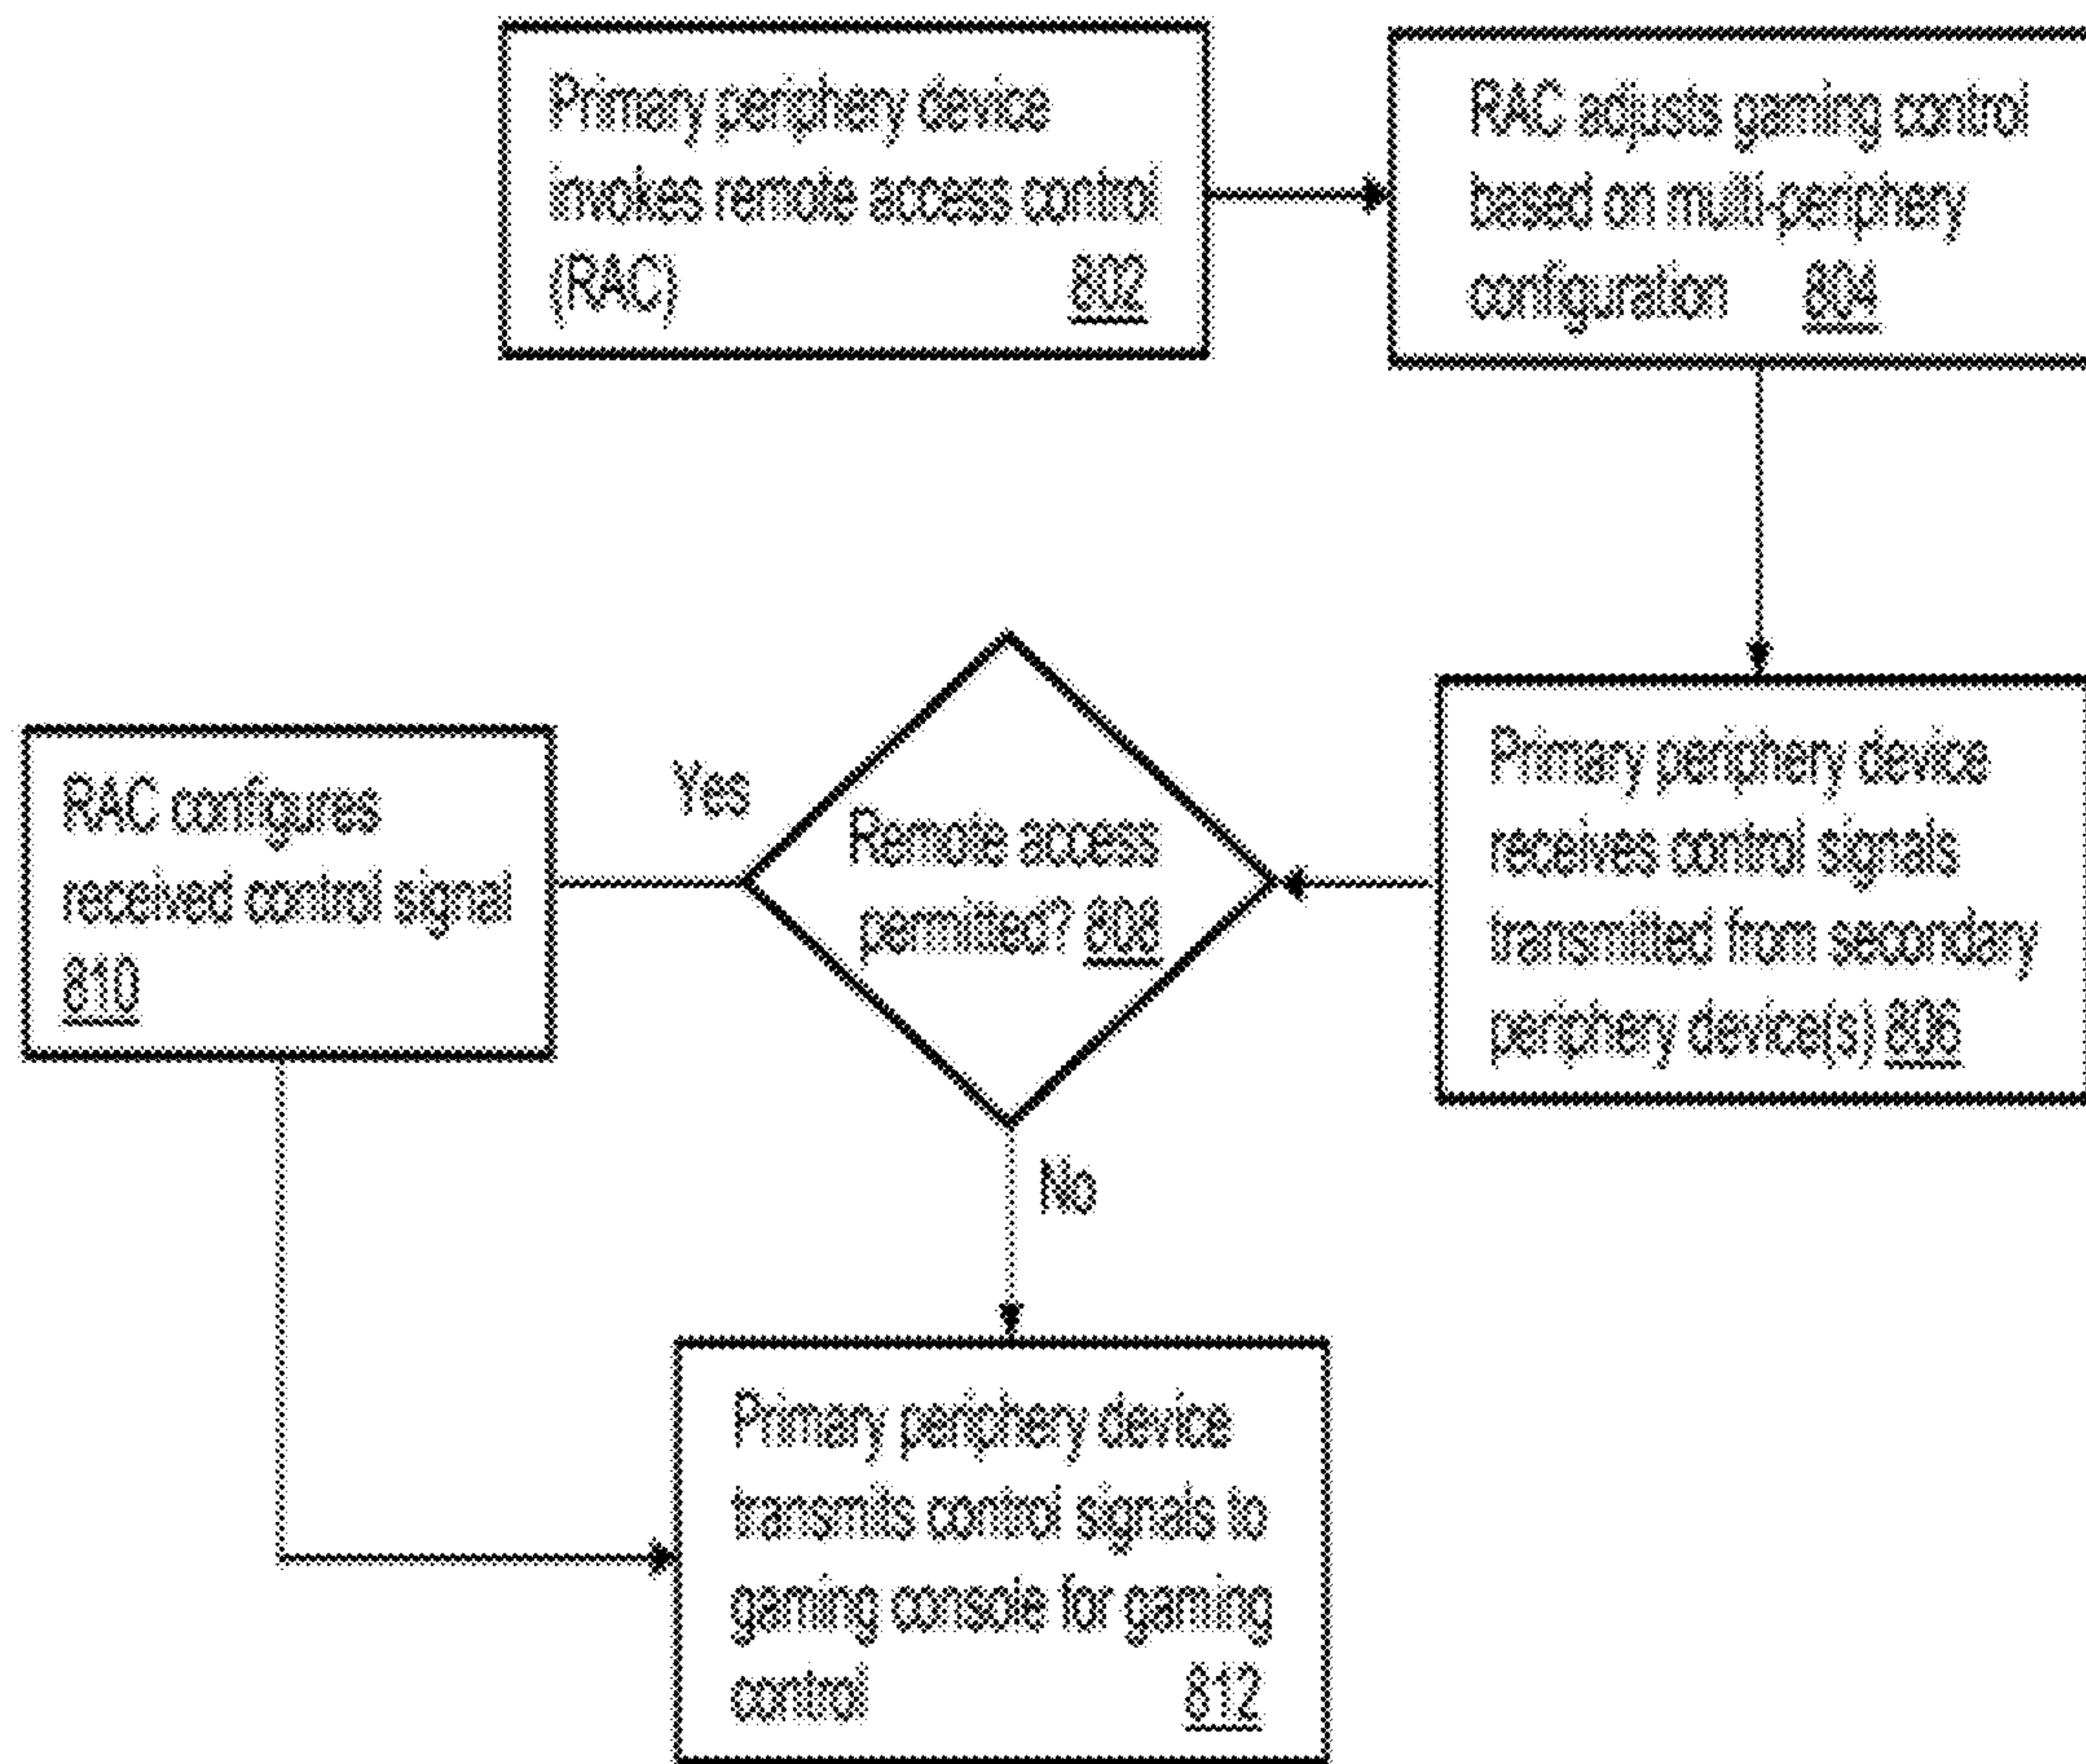 Primary periphery device
invokes remote access control
(RAC) 802
RAC adjusts gaming control
based on multi-periphery
configuration 804
Primary periphery device
receives control signals
transmitted from secondary
periphery device(s) 806
Remote access
permitted? 808
Yes
RAC configures
received control signal
810
No
Primary periphery device
transmits control signals to
gaming console for gaming
control 812